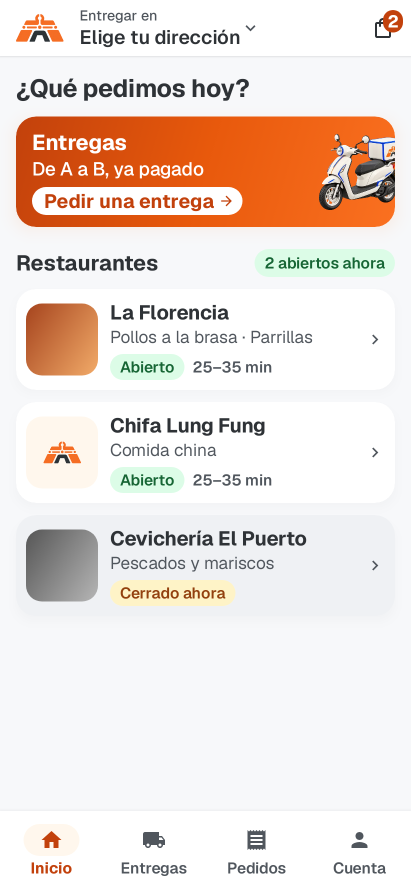 Entregar en
Elige tu dirección
2
¿Qué pedimos hoy?
Entregas
De A a B, ya pagado
Pedir una entrega →
Restaurantes
2 abiertos ahora
La Florencia
Pollos a la brasa · Parrillas
Abierto 25–35 min
Chifa Lung Fung
Comida china
Abierto 25–35 min
Cevichería El Puerto
Pescados y mariscos
Cerrado ahora
Inicio
Entregas
Pedidos
Cuenta